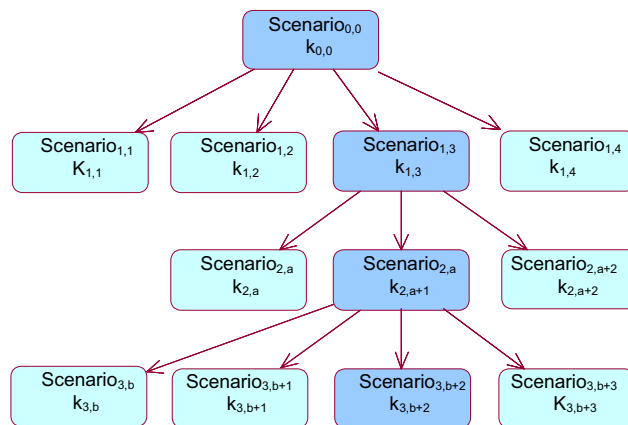 Scenario0,0
k0,0
Scenario1,1
K1,1
Scenario1,2
k1,2
Scenario1,3
k1,3
Scenario1,4
k1,4
Scenario2,a
k2,a
Scenario2,a
k2,a+1
Scenario2,a+2
k2,a+2
Scenario3,b
k3,b
Scenario3,b+1
k3,b+1
Scenario3,b+2
k3,b+2
Scenario3,b+3
K3,b+3